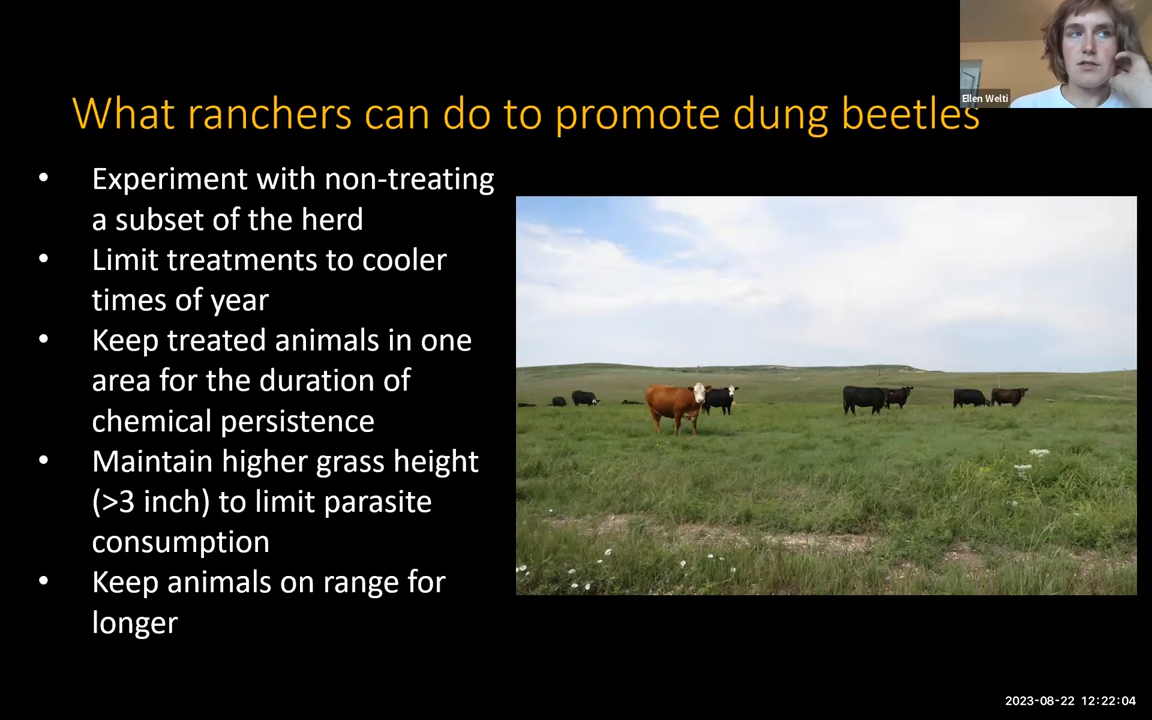 Ellen Welti
What ranchers can do to promote dung beetles
• Experiment with non-treating
a subset of the herd
• Limit treatments to cooler
times of year
• Keep treated animals in one
area for the duration of
chemical persistence
• Maintain higher grass height
(>3 inch) to limit parasite
consumption
• Keep animals on range for
longer
2023-08-22 12:22:04